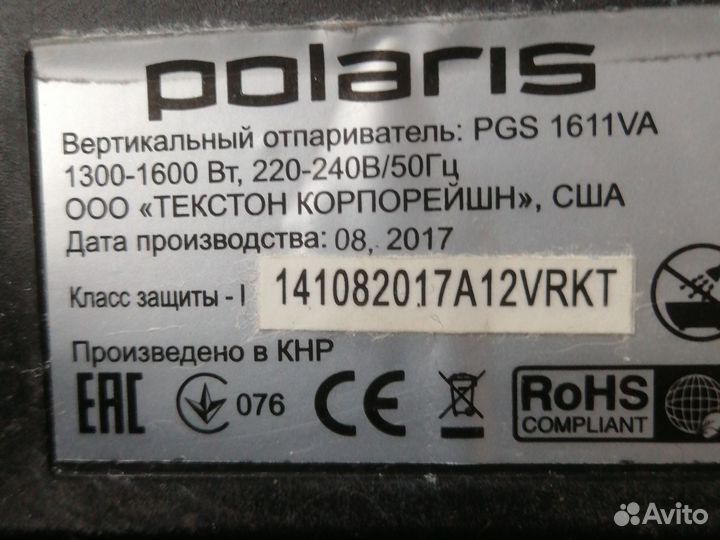 polaris
Вертикальный отпариватель: PGS 1611VA
1300-1600 Вт, 220-240В/50Гц
ООО «ТЕКСТОН КОРПОРЕЙШН», США
Дата производства: 08, 2017
Класс защиты - I 141082017A12VRKT
Произведено в КНР
EAC 076 CE RoHS
COMPLIANT
Avito